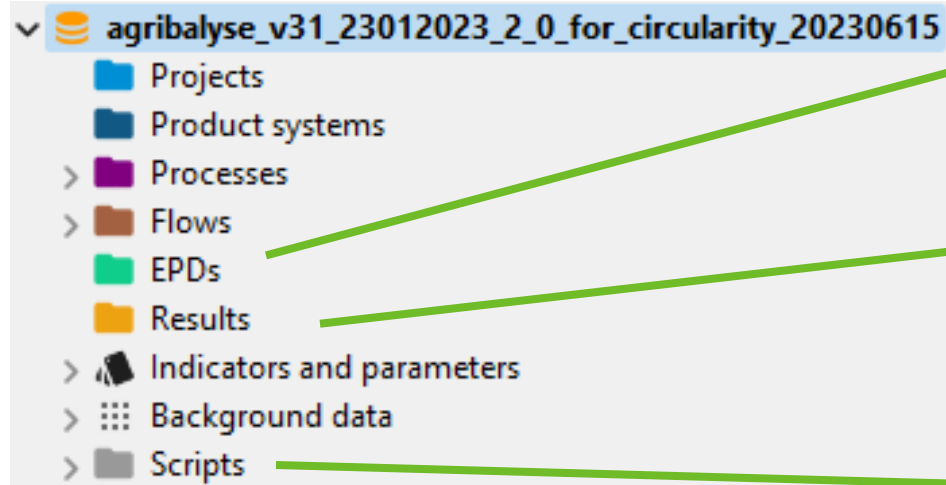 agribalyse_v31_23012023_2_0_for_circularity_20230615
Projects
Product systems
Processes
Flows
EPDs
Results
Indicators and parameters
Background data
Scripts